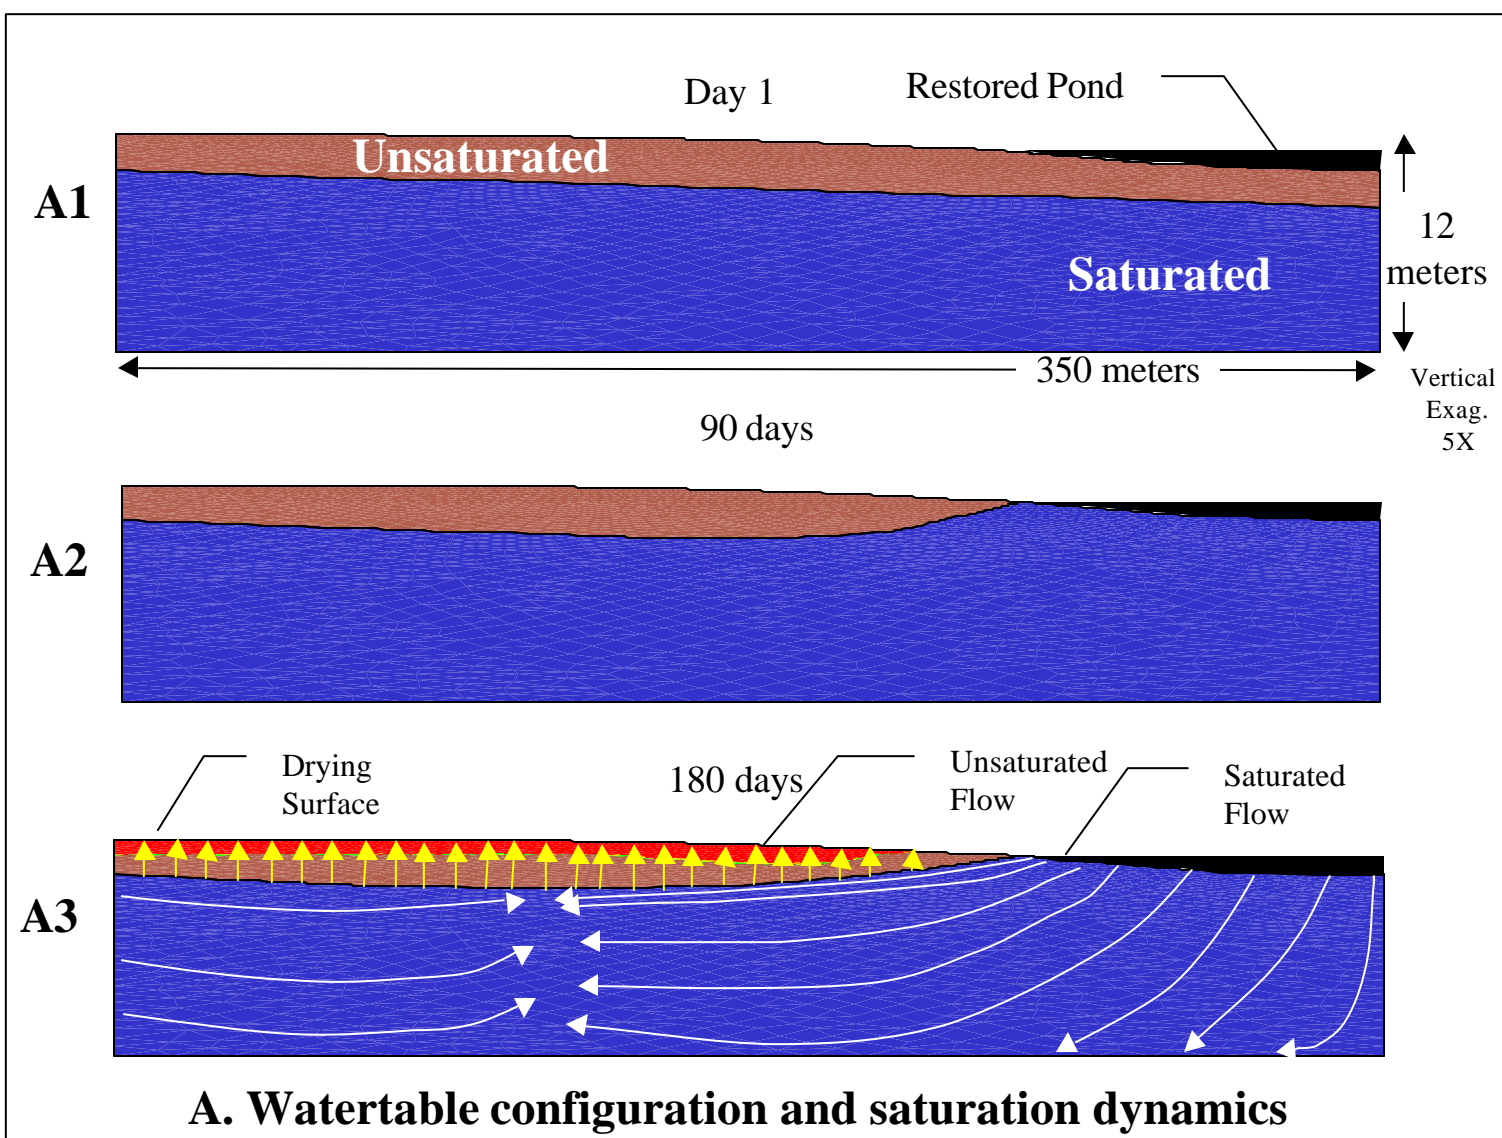 Day 1
Restored Pond
Unsaturated
A1
Saturated
12
meters
350 meters
Vertical
Exag.
5X
90 days
A2
Drying
Surface
180 days
Unsaturated
Flow
Saturated
Flow
A3
A. Watertable configuration and saturation dynamics